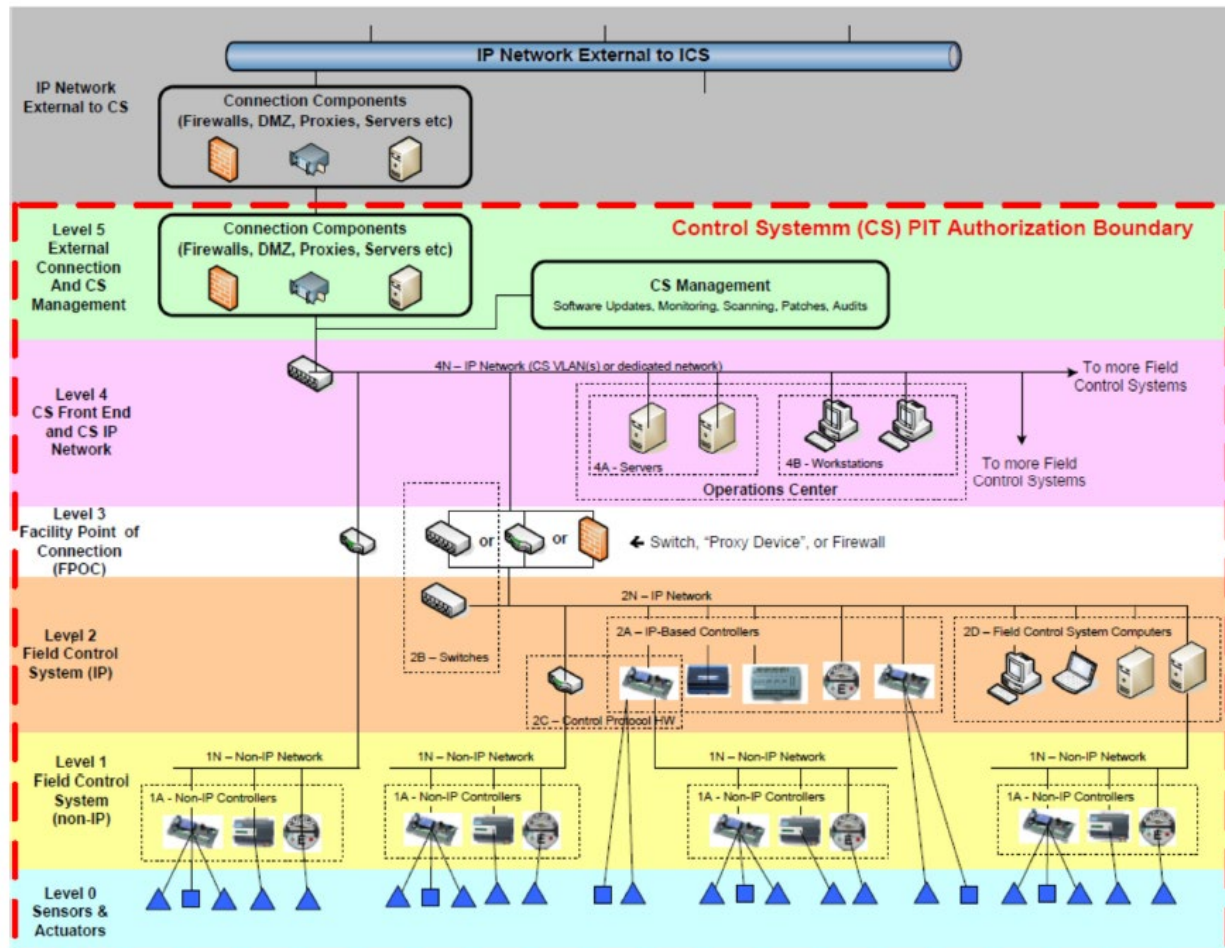 IP Network External to ICS
IP Network
External to CS
Connection Components
(Firewalls, DMZ, Proxies, Servers etc)
Control Systemm (CS) PIT Authorization Boundary
Level 5
External
Connection
And CS
Management
Connection Components
(Firewalls, DMZ, Proxies, Servers etc)
CS Management
Software Updates, Monitoring, Scanning, Patches, Audits
Level 4
CS Front End
and CS IP
Network
4N – IP Network (CS VLAN(s) or dedicated network)
To more Field
Control Systems
4A - Servers
4B - Workstations
Operations Center
To more Field
Control Systems
Level 3
Facility Point of
Connection
(FPOC)
or
or
← Switch, “Proxy Device”, or Firewall
Level 2
Field Control
System (IP)
2N – IP Network
2B – Switches
2A – IP-Based Controllers
E
2D – Field Control System Computers
2C – Control Protocol HW
Level 1
Field Control
System
(non-IP)
1N – Non-IP Network
1A - Non-IP Controllers
E
1N – Non-IP Network
1A - Non-IP Controllers
E
1N – Non-IP Network
1A - Non-IP Controllers
E
1N – Non-IP Network
1A - Non-IP Controllers
E
Level 0
Sensors &
Actuators